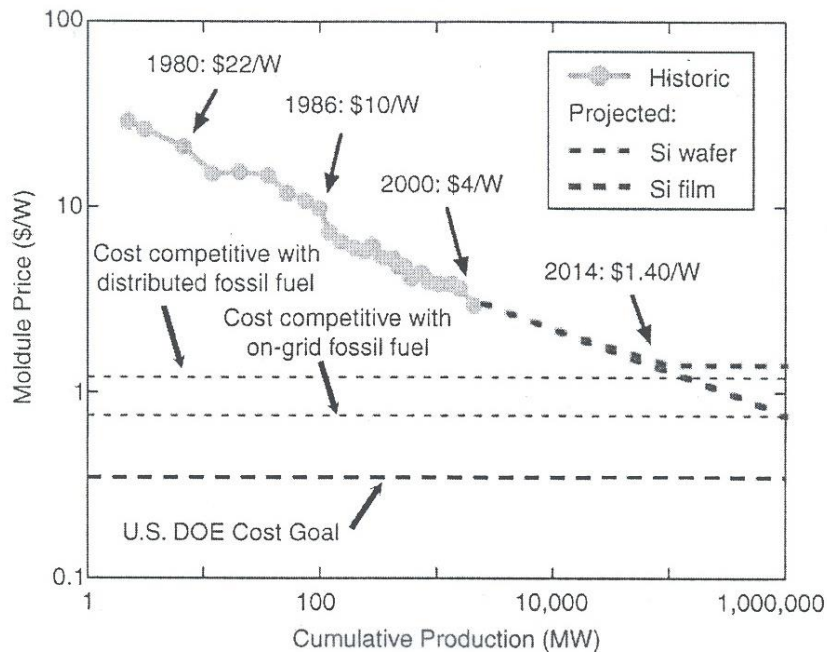 100
1980: $22/W
Historic
Projected:
Si wafer
Si film
1986: $10/W
2000: $4/W
10
Moldule Price ($/W)
Cost competitive with
distributed fossil fuel
2014: $1.40/W
Cost competitive with
on-grid fossil fuel
1
U.S. DOE Cost Goal
0.1
1
100
10,000
1,000,000
Cumulative Production (MW)